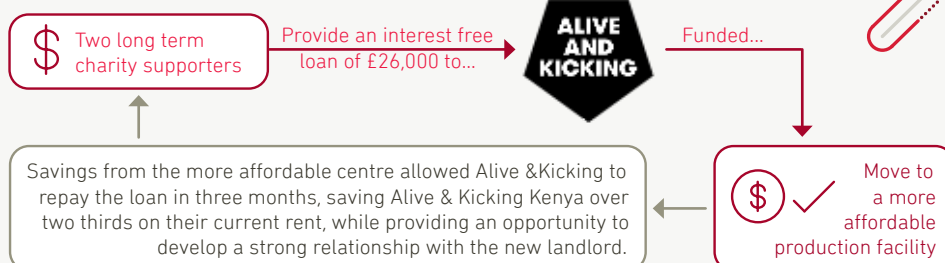 $ Two long term
charity supporters
Provide an interest free
loan of £26,000 to...
ALIVE
AND
KICKING
Funded...
$
Move to
a more
affordable
production facility
Savings from the more affordable centre allowed Alive &Kicking to
repay the loan in three months, saving Alive & Kicking Kenya over
two thirds on their current rent, while providing an opportunity to
develop a strong relationship with the new landlord.